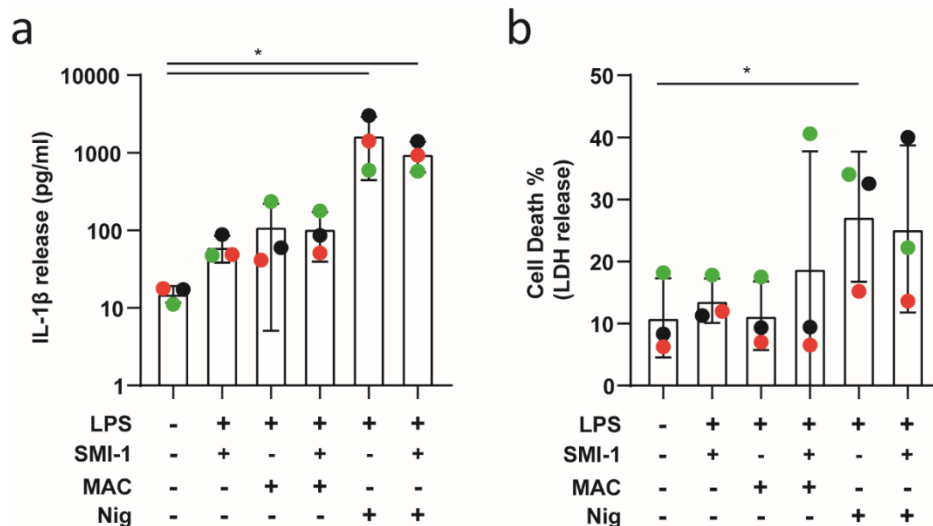 a
b
*
*
IL-1β release (pg/ml)
10000
1000
100
10
1
Cell Death %
(LDH release)
50
40
30
20
10
0
LPS - + + + + +
SMI-1 - + - + - +
MAC - - + + - -
Nig - - - - + +
LPS - + + + + +
SMI-1 - + - + - +
MAC - - + + - -
Nig - - - - + +